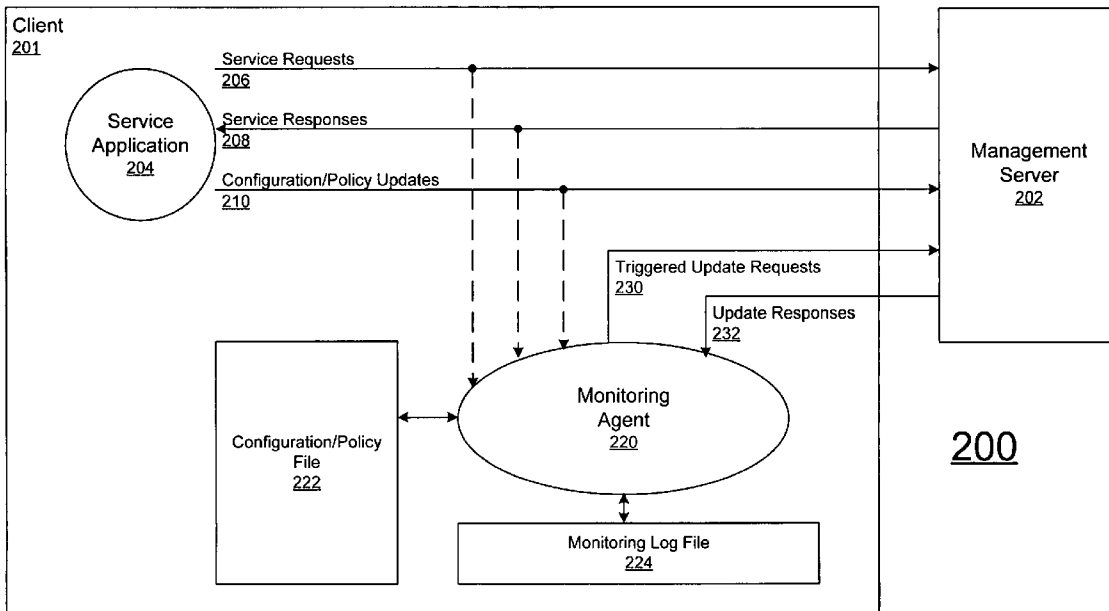 Client
201
Service Requests
206
Service
Application
204
Service Responses
208
Configuration/Policy Updates
210
Management
Server
202
Triggered Update Requests
230
Update Responses
232
Monitoring
Agent
220
Configuration/Policy
File
222
200
Monitoring Log File
224